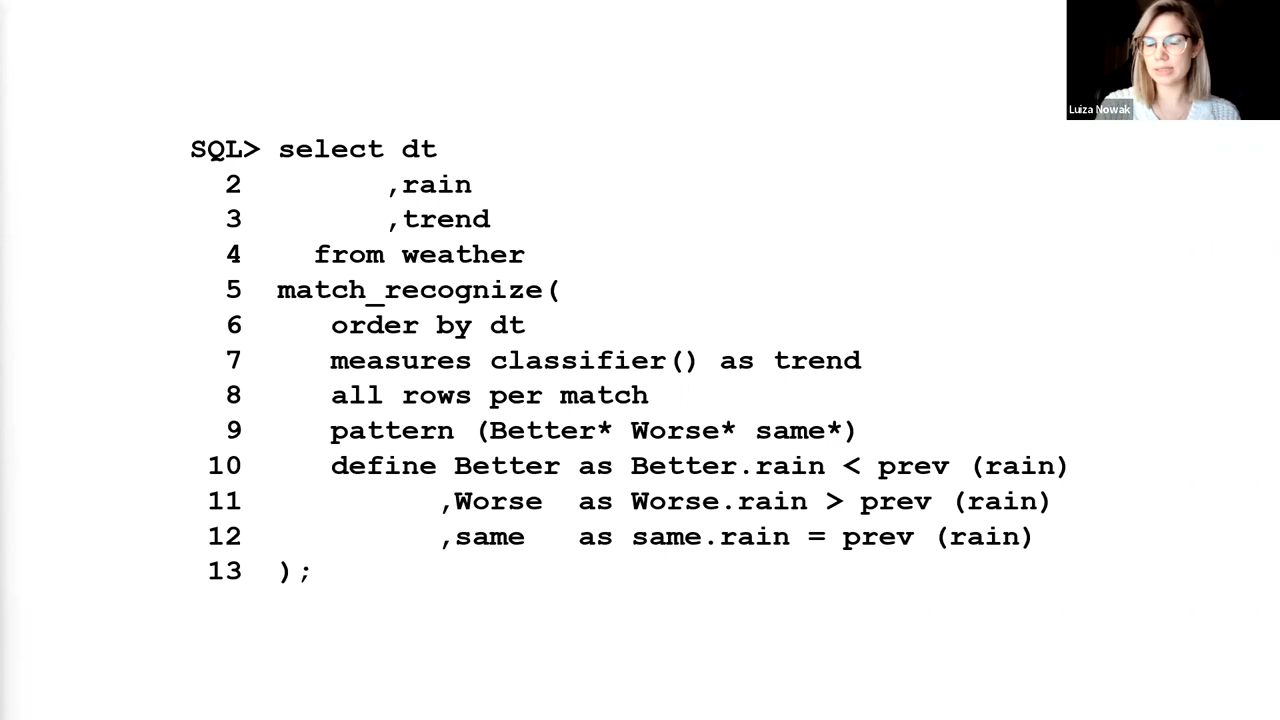 Luiza Nowak
SQL> select dt
2 ,rain
3 ,trend
4 from weather
5 match_recognize(
6 order by dt
7 measures classifier() as trend
8 all rows per match
9 pattern (Better* Worse* same*)
10 define Better as Better.rain < prev (rain)
11 ,Worse as Worse.rain > prev (rain)
12 ,same as same.rain = prev (rain)
13 );